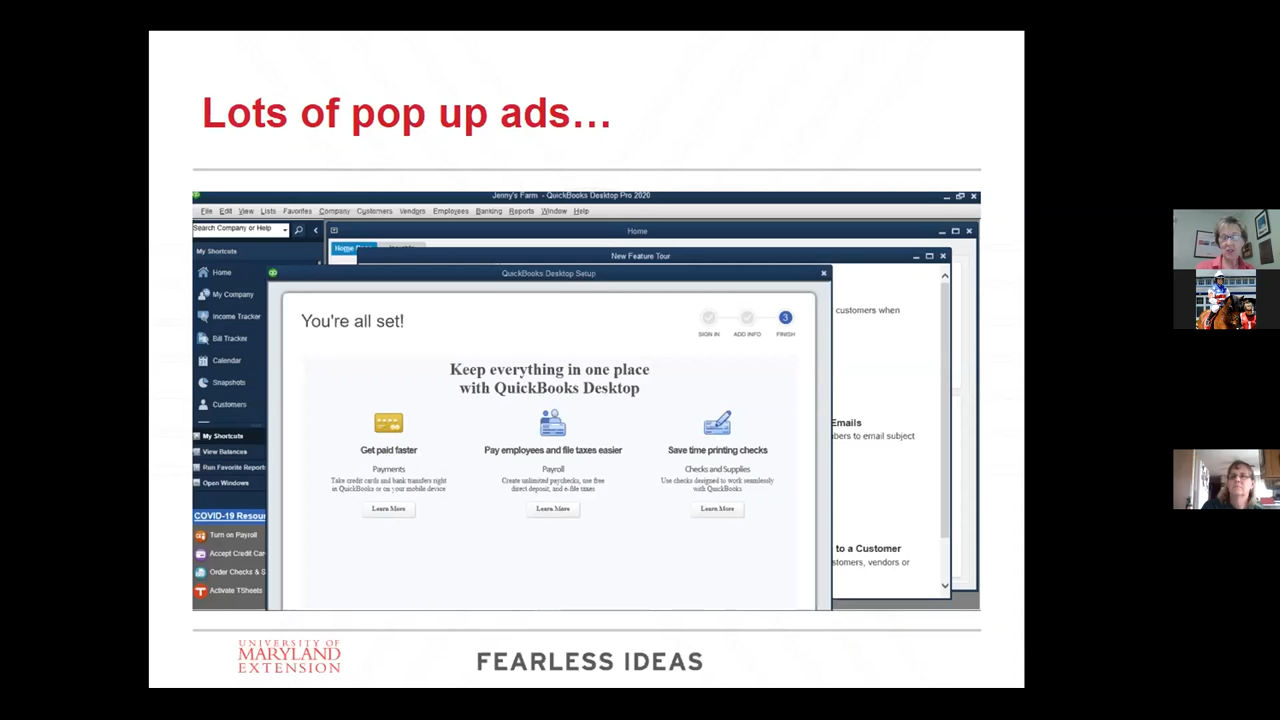 Lots of pop up ads…
Jenny's Farm - QuickBooks Desktop Pro 2020
File Edit View Lists Favorites Company Customers Vendors Employees Banking Reports Window Help
Search Company or Help
Home
My Shortcuts
Home Page
New Feature Tour
Home
QuickBooks Desktop Setup
My Company
You're all set!
customers when
Income Tracker
SIGN IN ADD INFO 3 FINISH
Bill Tracker
Calendar
Keep everything in one place
with QuickBooks Desktop
Snapshots
Customers
Emails
My Shortcuts
bers to email subject
View Balances
Get paid faster
Pay employees and file taxes easier
Save time printing checks
Run Favorite Reports
Payments
Payroll
Checks and Supplies
Open Windows
Take credit cards and bank transfers right
in QuickBooks or on your mobile device
Create unlimited paychecks, use free
direct deposit, and e-file taxes
Use checks designed to work seamlessly
with QuickBooks
Learn More
Learn More
Learn More
COVID-19 Resour
Turn on Payroll
Accept Credit Car
to a Customer
Order Checks & S
stomers, vendors or
Activate TSheets
UNIVERSITY OF
MARYLAND
EXTENSION
FEARLESS IDEAS